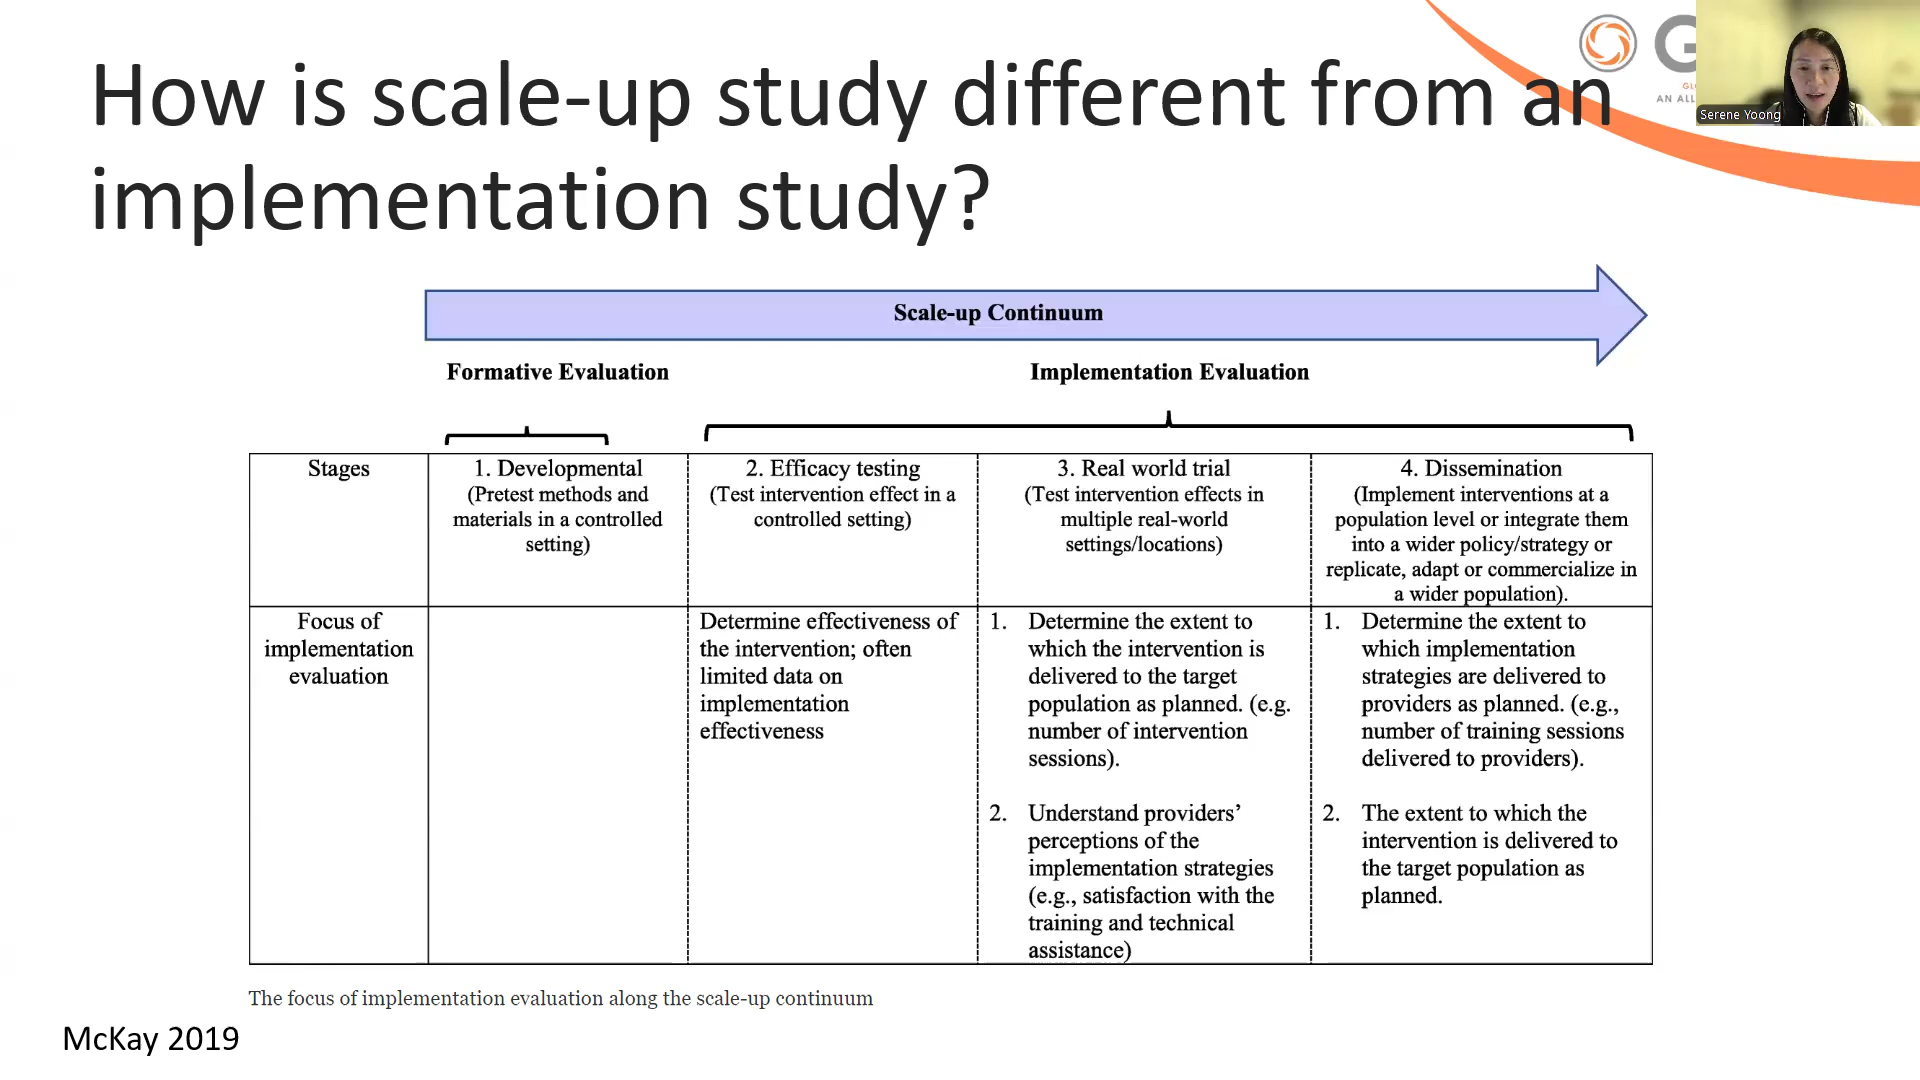 How is scale-up study different from an
implementation study?
G
GL
AN ALL
Serene Yoong
Scale-up Continuum
Formative Evaluation
Implementation Evaluation
Stages
1. Developmental
(Pretest methods and
materials in a controlled
setting)
2. Efficacy testing
(Test intervention effect in a
controlled setting)
3. Real world trial
(Test intervention effects in
multiple real-world
settings/locations)
4. Dissemination
(Implement interventions at a
population level or integrate them
into a wider policy/strategy or
replicate, adapt or commercialize in
a wider population).
Focus of
implementation
evaluation
Determine effectiveness of
the intervention; often
limited data on
implementation
effectiveness
1. Determine the extent to
which the intervention is
delivered to the target
population as planned. (e.g.
number of intervention
sessions).
2. Understand providers’
perceptions of the
implementation strategies
(e.g., satisfaction with the
training and technical
assistance)
1. Determine the extent to
which implementation
strategies are delivered to
providers as planned. (e.g.,
number of training sessions
delivered to providers).
2. The extent to which the
intervention is delivered to
the target population as
planned.
The focus of implementation evaluation along the scale-up continuum
McKay 2019